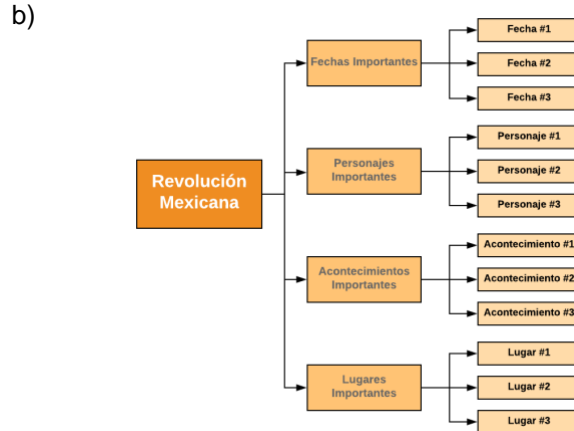 b)
Revolución
Mexicana
Fechas Importantes
Fecha #1
Fecha #2
Fecha #3
Personajes
Importantes
Personaje #1
Personaje #2
Personaje #3
Acontecimientos
Importantes
Acontecimiento #1
Acontecimiento #2
Acontecimiento #3
Lugares
Importantes
Lugar #1
Lugar #2
Lugar #3